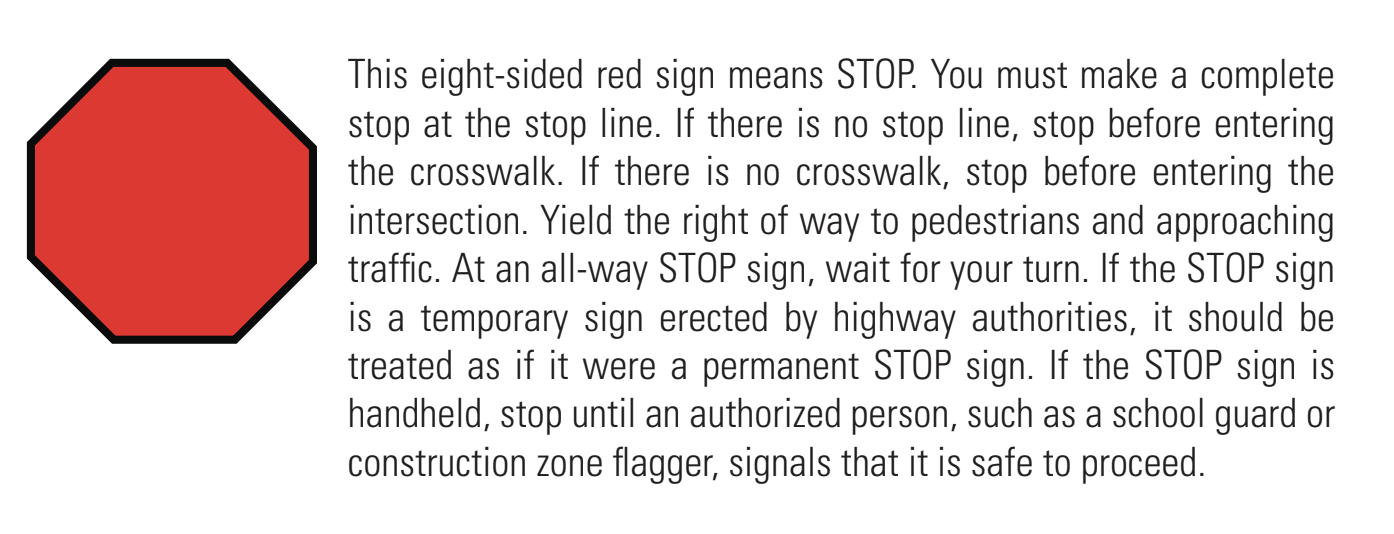 This eight-sided red sign means STOP. You must make a complete
stop at the stop line. If there is no stop line, stop before entering
the crosswalk. If there is no crosswalk, stop before entering the
intersection. Yield the right of way to pedestrians and approaching
traffic. At an all-way STOP sign, wait for your turn. If the STOP sign
is a temporary sign erected by highway authorities, it should be
treated as if it were a permanent STOP sign. If the STOP sign is
handheld, stop until an authorized person, such as a school guard or
construction zone flagger, signals that it is safe to proceed.